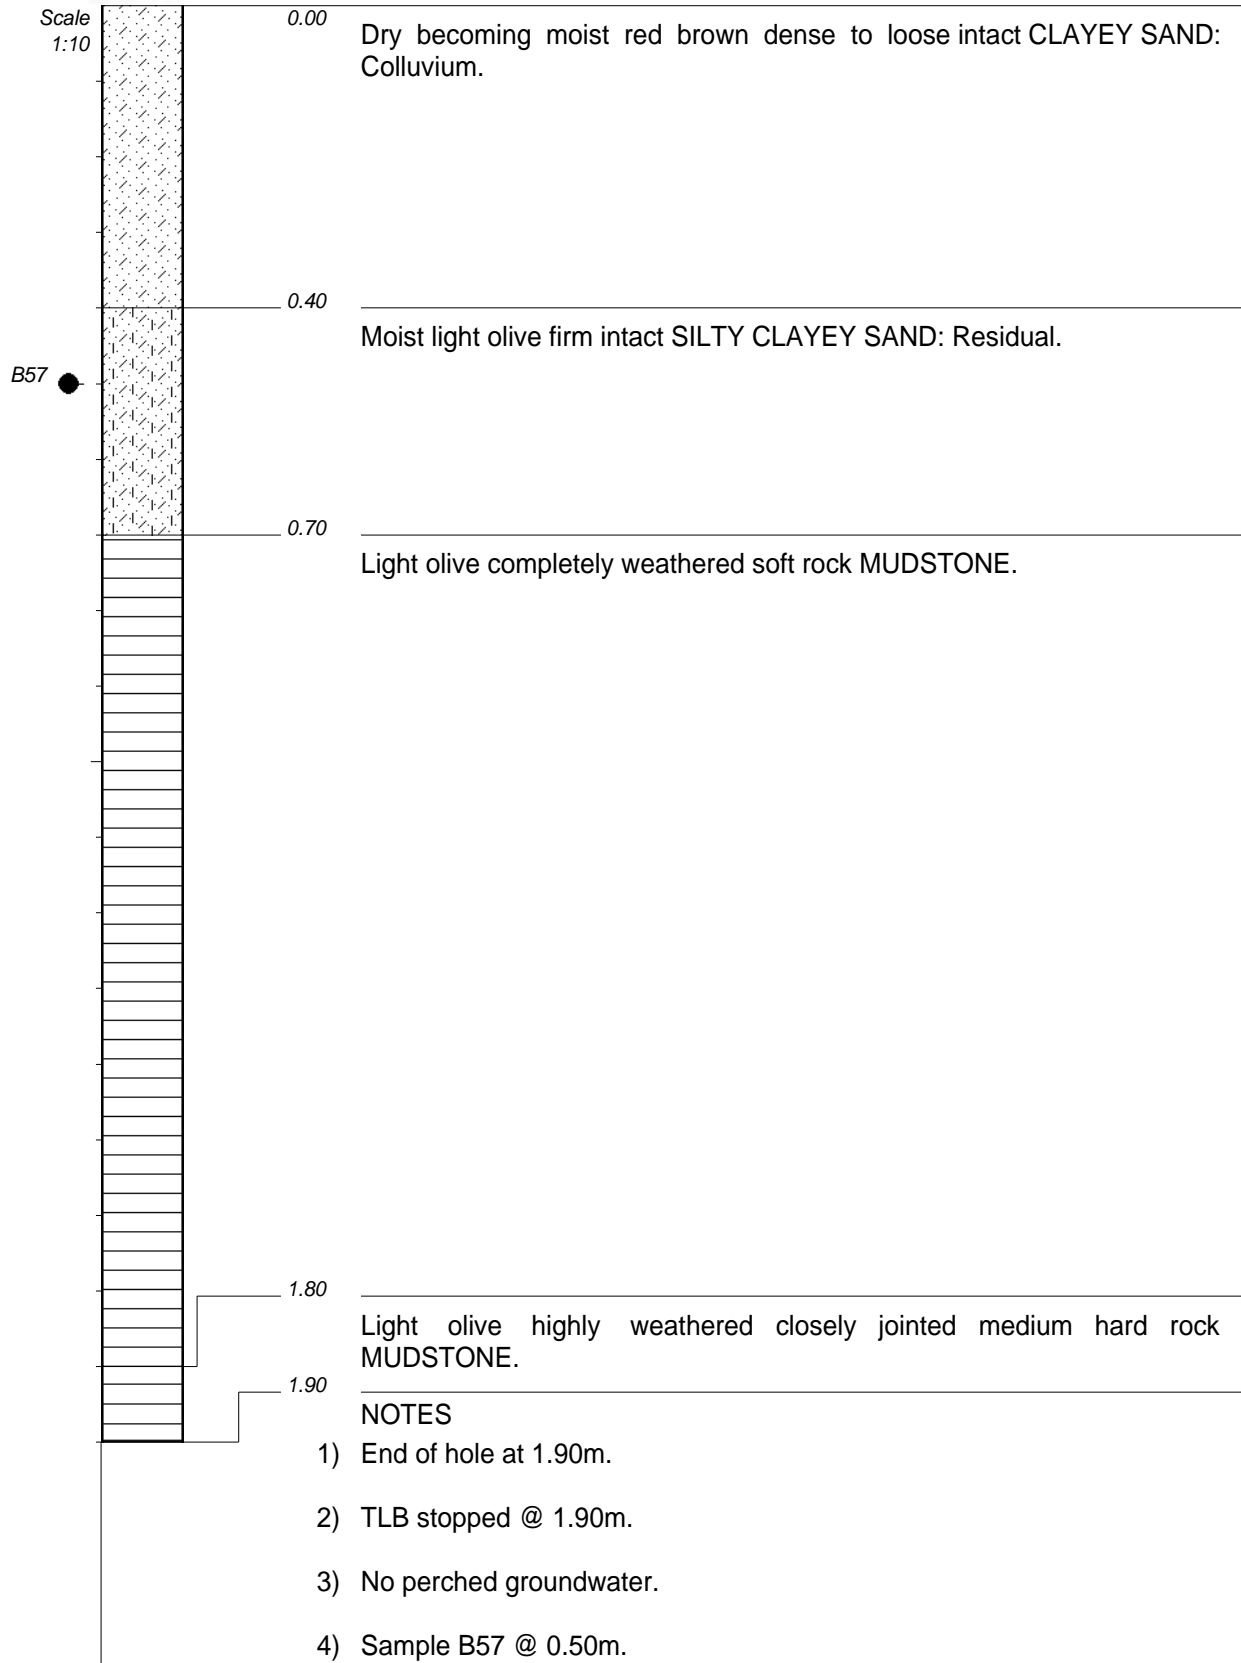 Scale
1:10
0.00
Dry becoming moist red brown dense to loose intact CLAYEY SAND:
Colluvium.
0.40
Moist light olive firm intact SILTY CLAYEY SAND: Residual.
B57
0.70
Light olive completely weathered soft rock MUDSTONE.
1.80
Light olive highly weathered closely jointed medium hard rock
MUDSTONE.
1.90
NOTES
1) End of hole at 1.90m.
2) TLB stopped @ 1.90m.
3) No perched groundwater.
4) Sample B57 @ 0.50m.